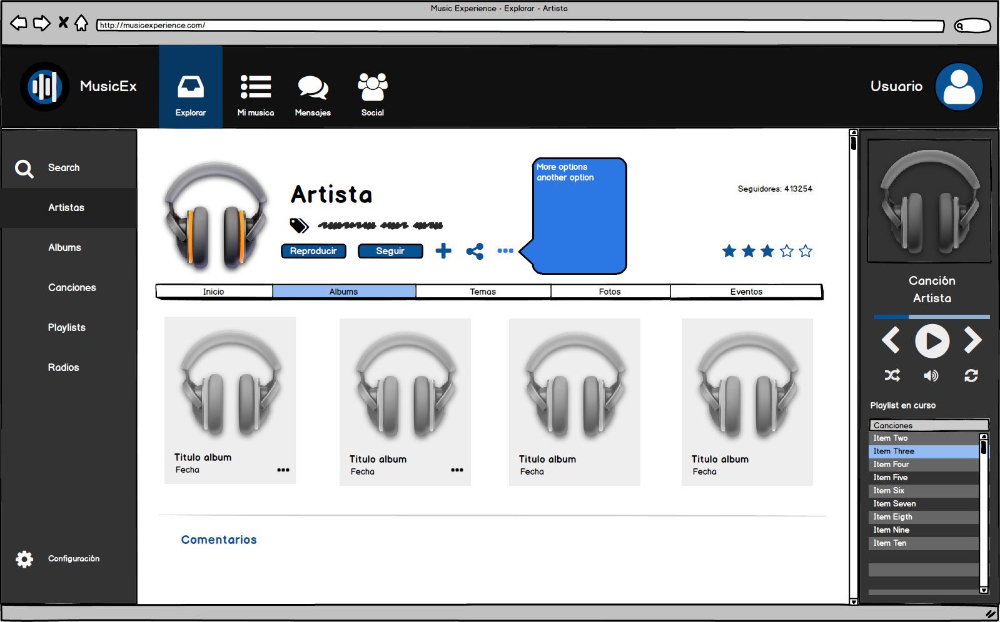 Music Experience - Explorar - Artista
http://musicexperience.com/
MusicEx
Explorar
Mi musica
Mensajes
Social
Usuario
Search
Artistas
Albums
Canciones
Playlists
Radios
Configuración
Artista
More options
another option
Seguidores: 413254
Reproducir
Seguir
Inicio
Albums
Temas
Fotos
Eventos
Titulo album
Fecha
Titulo album
Fecha
Titulo album
Fecha
Titulo album
Fecha
Comentarios
Canción
Artista
Playlist en curso
Canciones
Item Two
Item Three
Item Four
Item Five
Item Six
Item Seven
Item Eigth
Item Nine
Item Ten